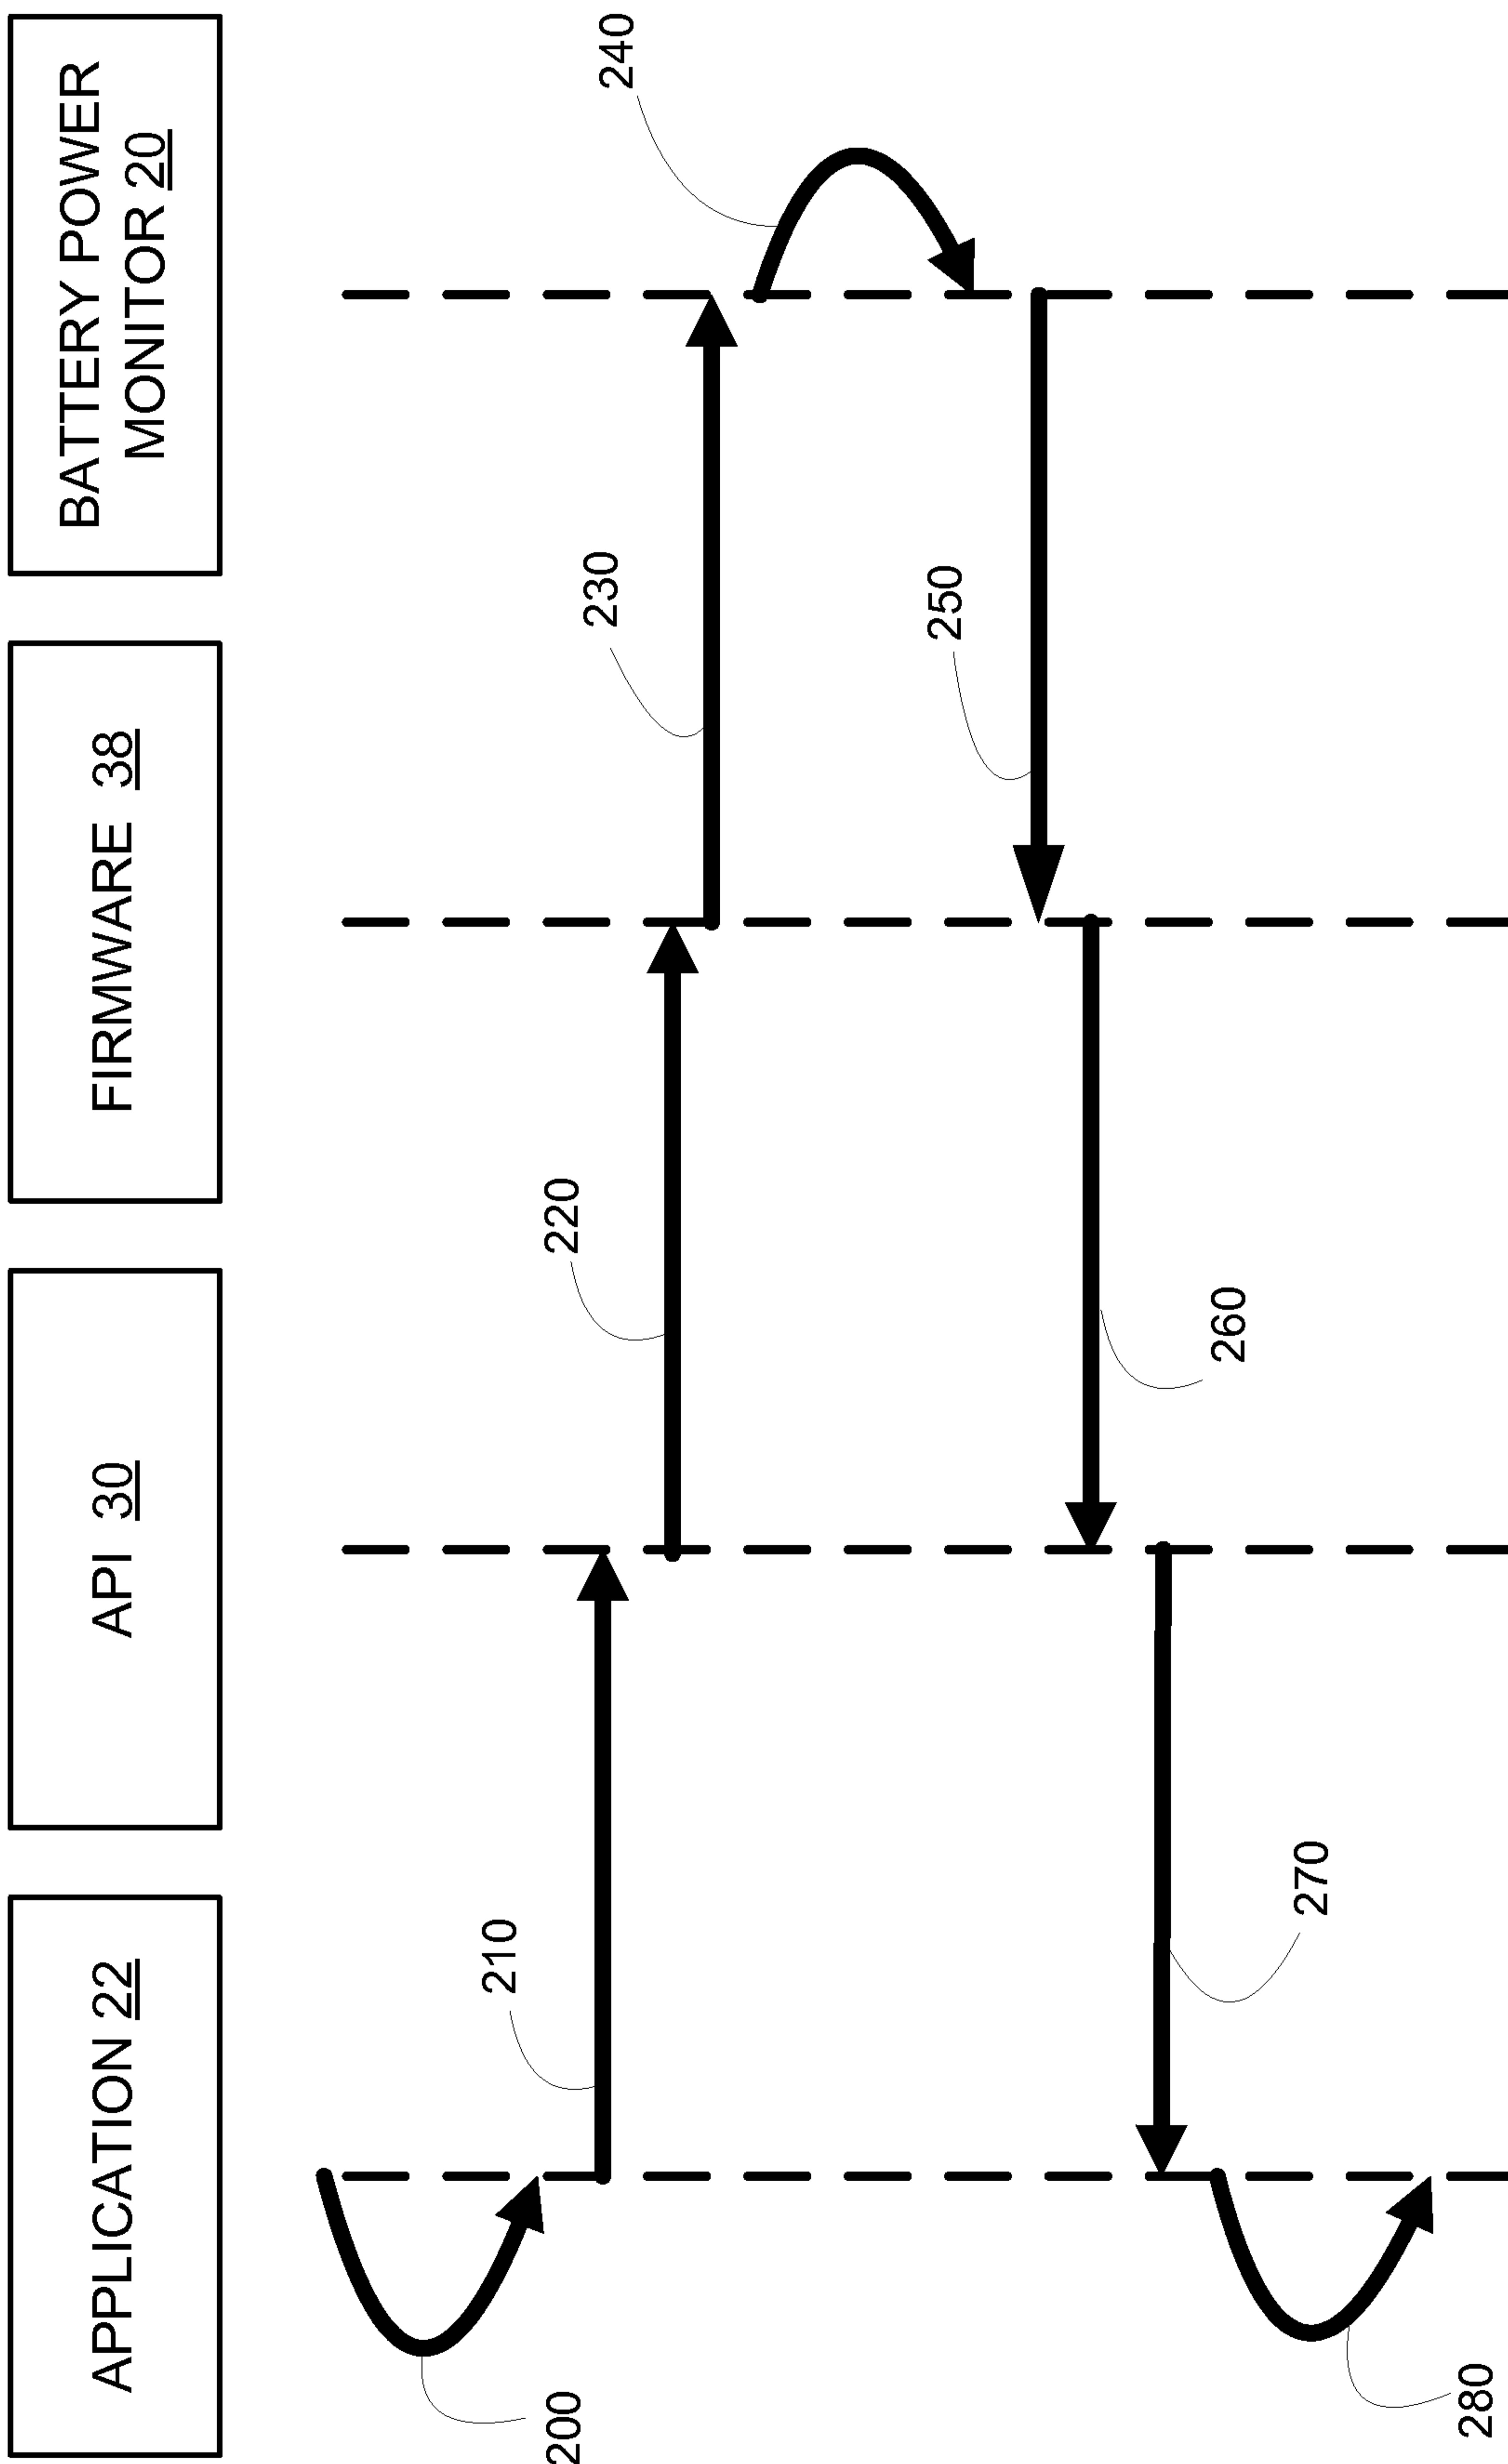 APPLICATION 22
API 30
FIRMWARE 38
BATTERY POWER
MONITOR 20
200
210
220
230
240
250
260
270
280